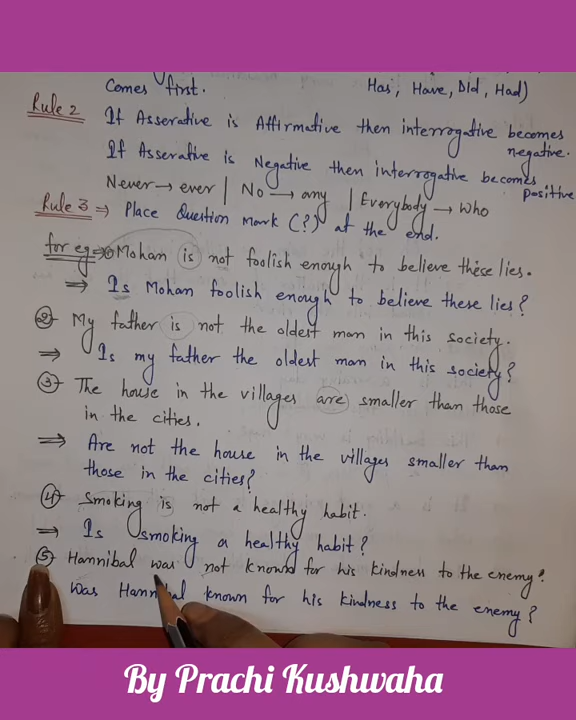 Comes first. Has, Have, Did, Had)
Rule 2 If Asserative is Affirmative then interrogative becomes
negative.
If Asserative is Negative then interrogative becomes
positive
Never → ever | No → any | Everybody → Who
Rule 3 ⇒ Place Question Mark (?) at the end.
for eg ⇒ ① Mohan is not foolish enough to believe these lies.
⇒ Is Mohan foolish enough to believe these lies?
② My father is not the oldest man in this society.
⇒ Is my father the oldest man in this society?
③ The house in the villages are smaller than those
in the cities.
⇒ Are not the house in the villages smaller than
those in the cities?
④ Smoking is not a healthy habit.
⇒ Is smoking a healthy habit?
⑤ Hannibal was not known for his kindness to the enemy.
Was Hannibal known for his kindness to the enemy?
By Prachi Kushwaha